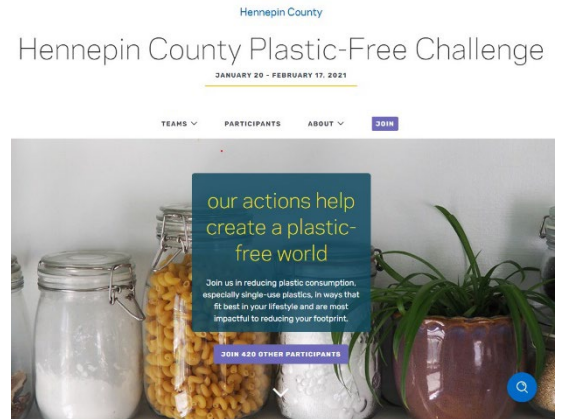 Hennepin County
Hennepin County Plastic-Free Challenge
JANUARY 20 - FEBRUARY 17, 2021
TEAMS PARTICIPANTS ABOUT JOIN
our actions help
create a plastic-
free world
Join us in reducing plastic consumption,
especially single-use plastics, in ways that
fit best in your lifestyle and are most
impactful to reducing your footprint.
JOIN 420 OTHER PARTICIPANTS